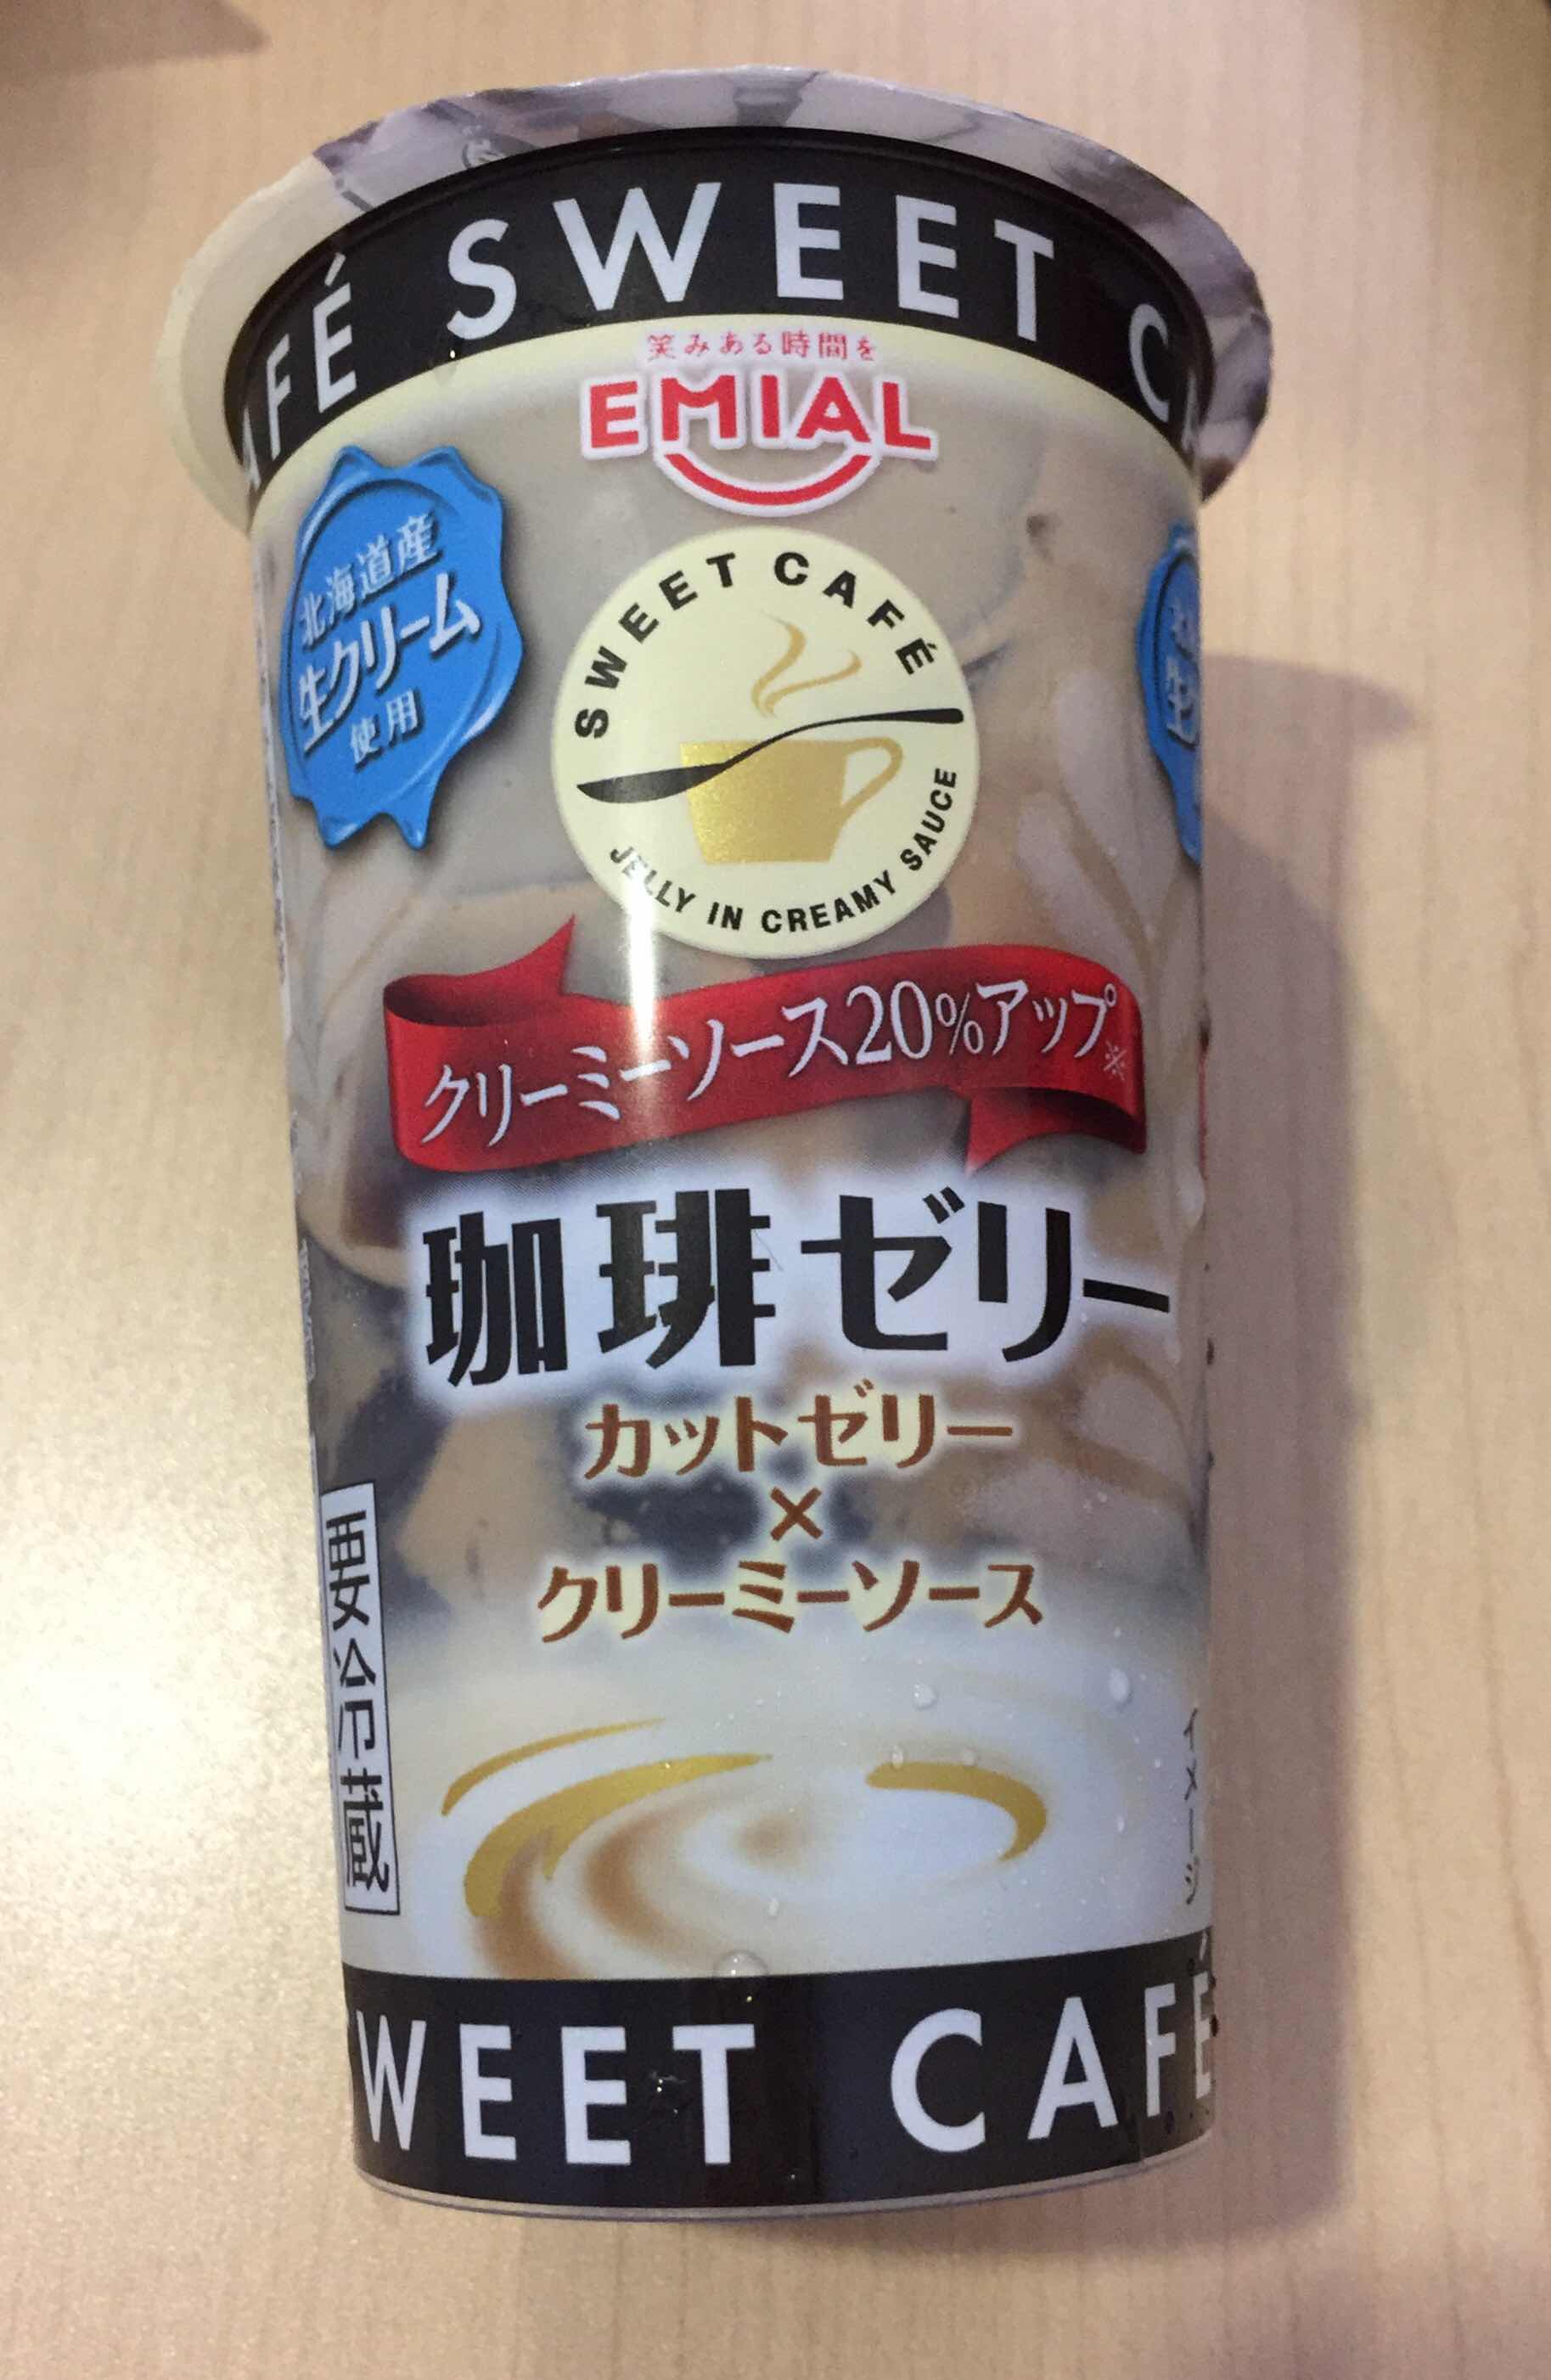 AFÉ SWEET C
笑みある時間を
EMIAL
北海道産
生クリーム
使用
SWEET CAFÉ
JELLY IN CREAMY SAUCE
クリーミーソース20%アップ※
珈琲ゼリー
カットゼリー
×
クリーミーソース
要冷蔵
イメージ
WEET CAFÉ